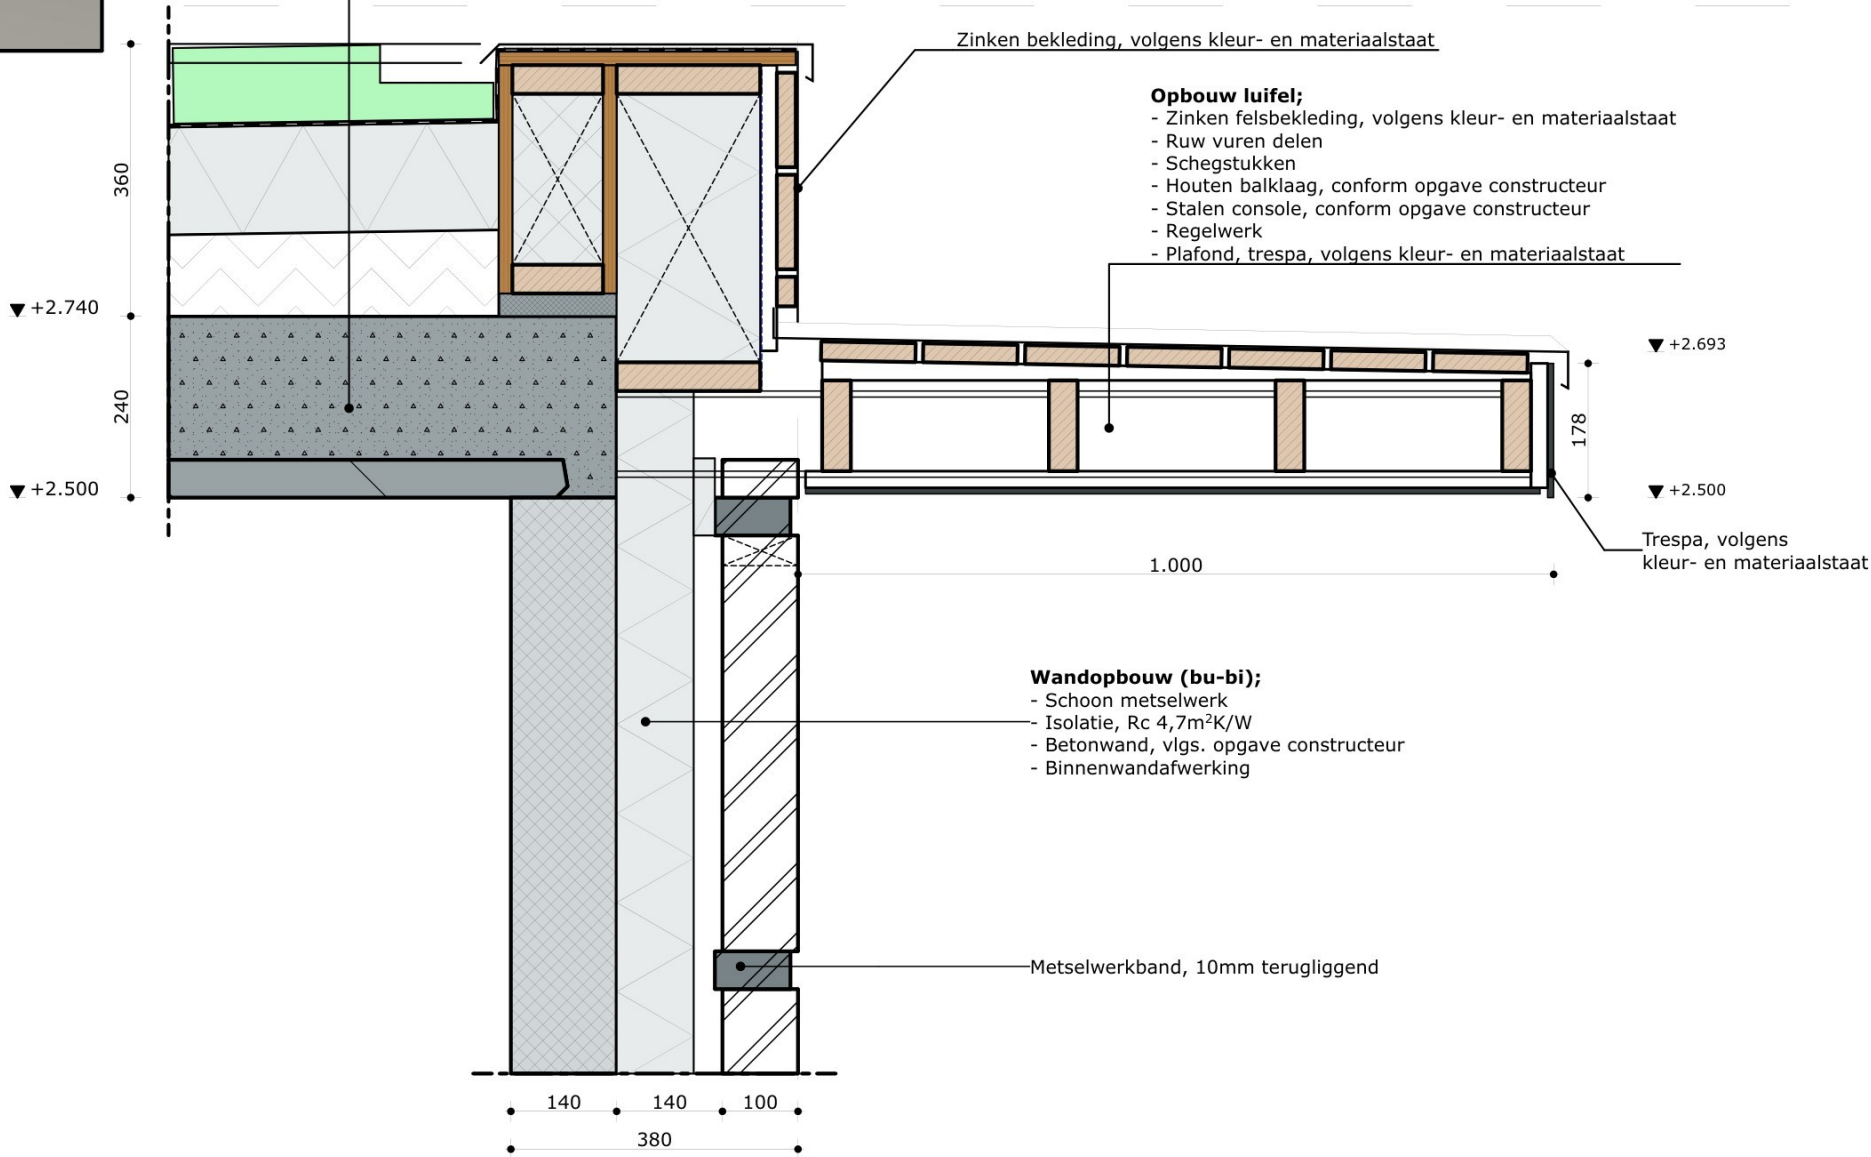 Zinken bekleding, volgens kleur- en materiaalstaat
Opbouw luifel;
- Zinken felsbekleding, volgens kleur- en materiaalstaat
- Ruw vuren delen
- Schegstukken
- Houten balklaag, conform opgave constructeur
- Stalen console, conform opgave constructeur
- Regelwerk
- Plafond, trespa, volgens kleur- en materiaalstaat
360
+2.740
240
+2.500
+2.693
178
+2.500
Trespa, volgens
kleur- en materiaalstaat
1.000
Wandopbouw (bu-bi);
- Schoon metselwerk
- Isolatie, Rc 4,7m²K/W
- Betonwand, vlgs. opgave constructeur
- Binnenwandafwerking
Metselwerkband, 10mm terugliggend
140
140
100
380